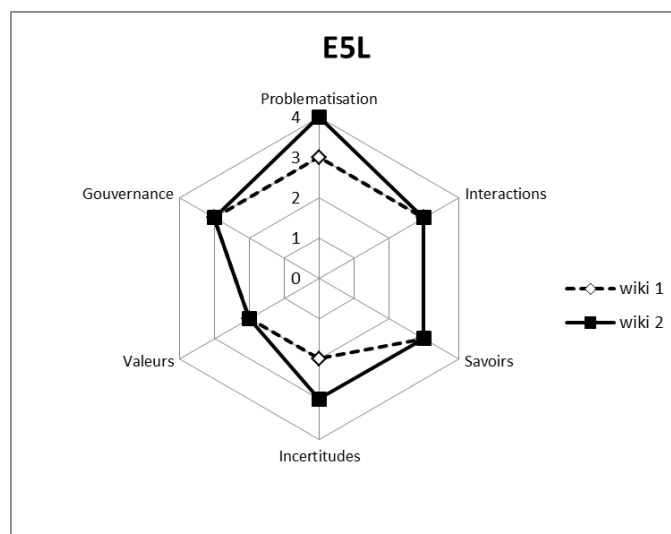 E5L
Problematisation
4
3
2
1
0
Interactions
Savoirs
Incertitudes
Valeurs
Gouvernance
wiki 1
wiki 2